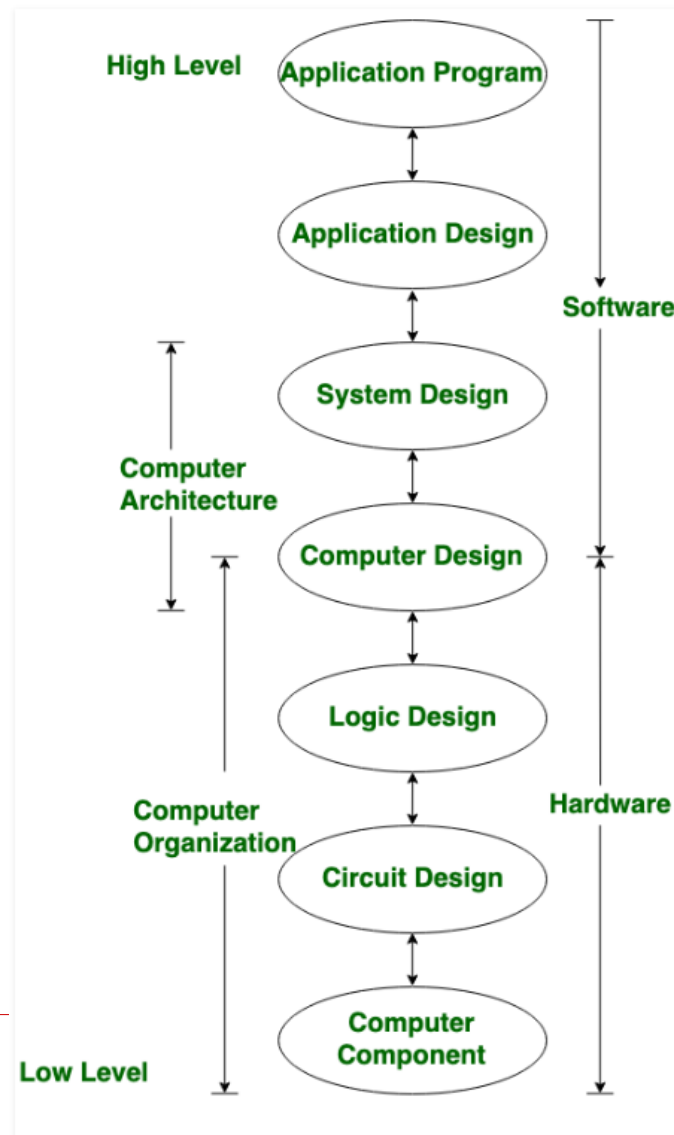 High Level
Application Program
Application Design
Software
System Design
Computer
Architecture
Computer Design
Logic Design
Computer
Organization
Hardware
Circuit Design
Computer
Component
Low Level